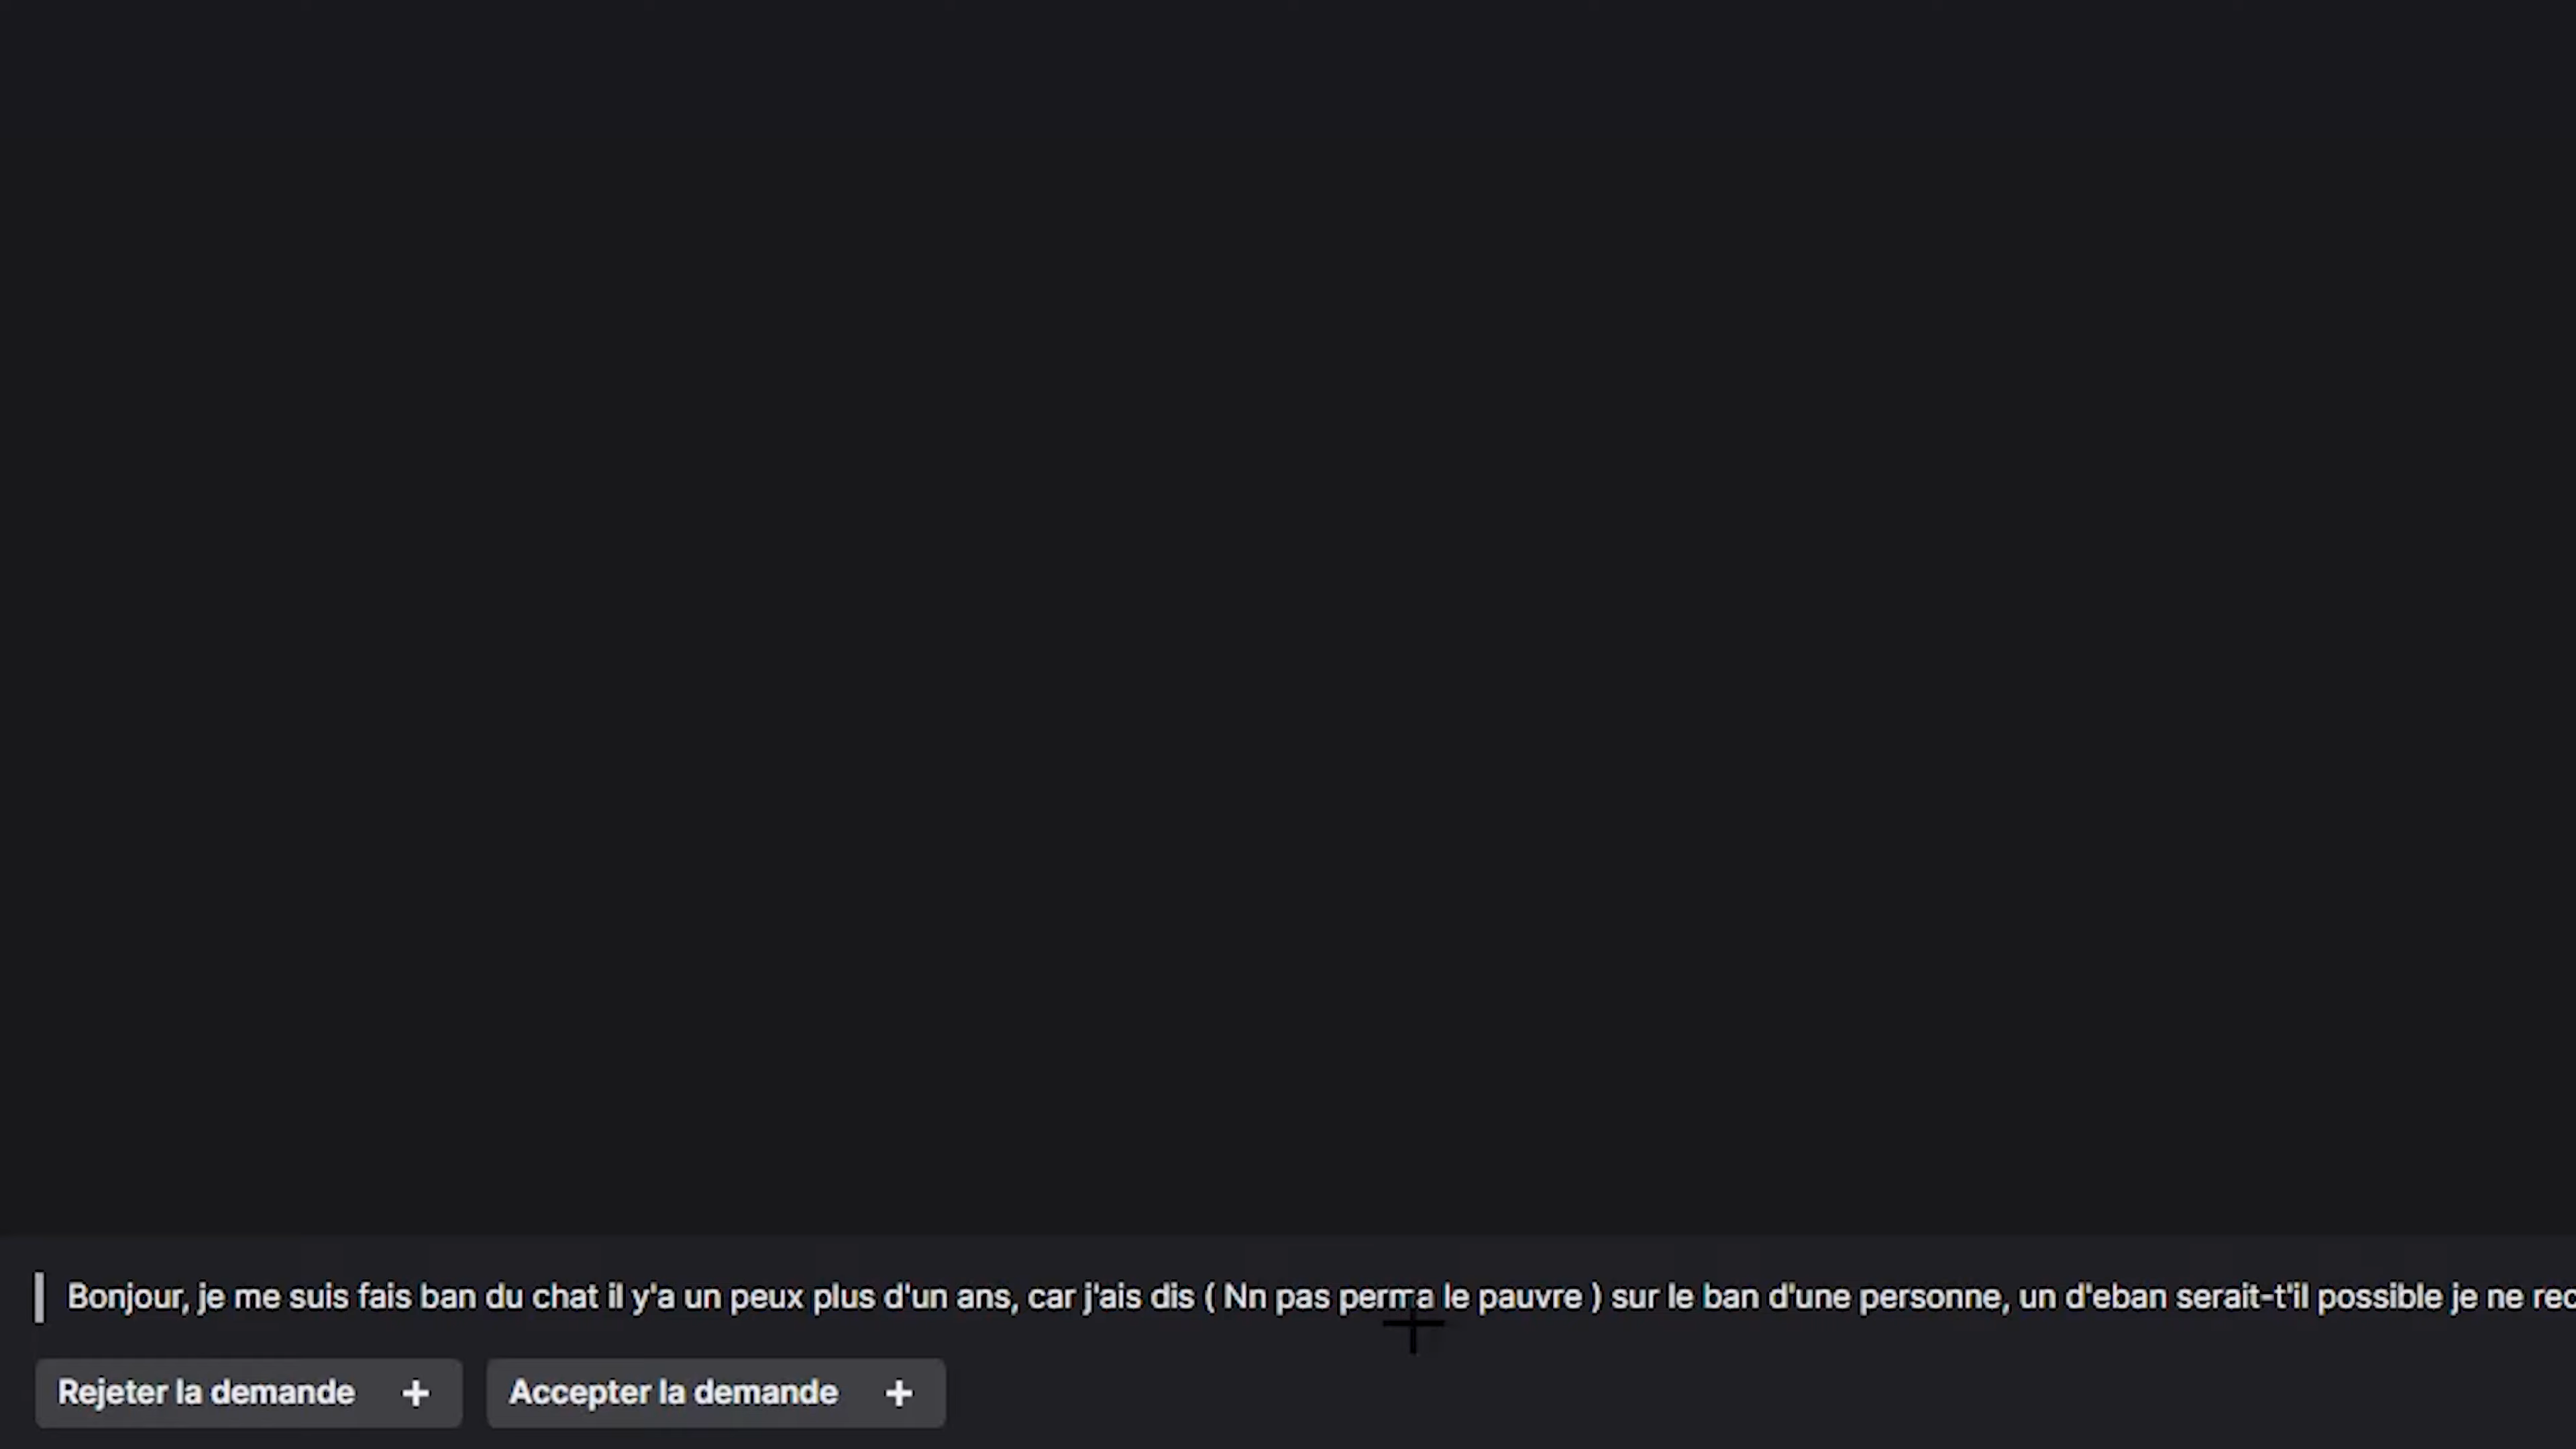 Bonjour, je me suis fais ban du chat il y'a un peux plus d'un ans, car j'ais dis ( Nn pas perma le pauvre ) sur le ban d'une personne, un d'eban serait-t'il possible je ne
Rejeter la demande + Accepter la demande +